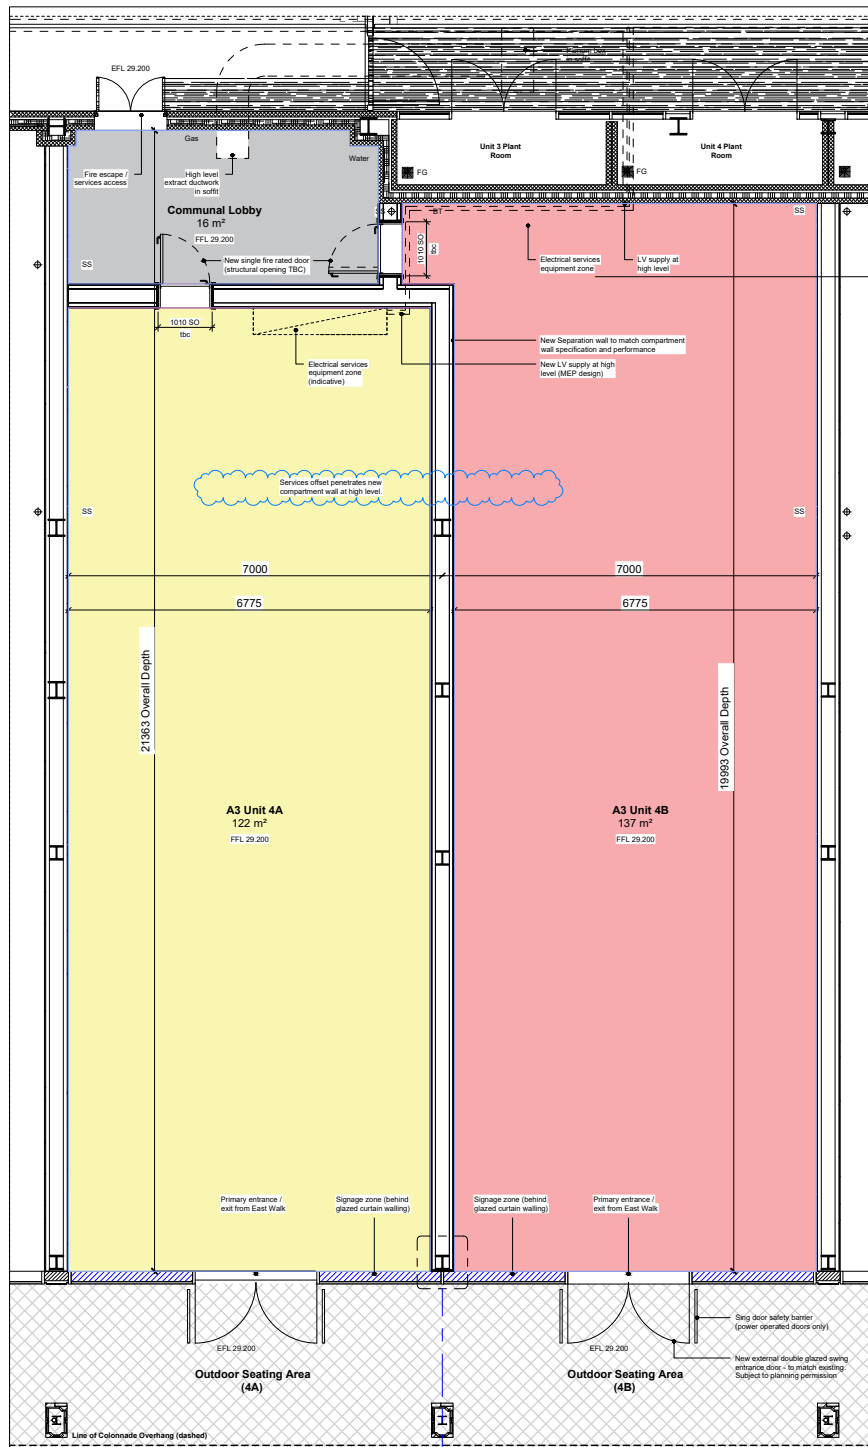 EFL 29.200
in soffit
Gas
Water
Unit 3 Plant
Room
Unit 4 Plant
Room
FG
FG
Fire escape /
services access
High level
extract ductwork
in soffit
Communal Lobby
16 m²
FFL 29.200
SS
BT
SS
1010 SO
tbc
SS
New single fire rated door
(structural opening TBC)
Electrical services
equipment zone
LV supply at
high level
1010 SO
tbc
Electrical services
equipment zone
(indicative)
New Separation wall to match compartment
wall specification and performance
New LV supply at high
level (MEP design)
Services offset penetrates new
compartment wall at high level.
SS
SS
7000
7000
6775
6775
21363 Overall Depth
19993 Overall Depth
A3 Unit 4A
122 m²
FFL 29.200
A3 Unit 4B
137 m²
FFL 29.200
Primary entrance /
exit from East Walk
Signage zone (behind
glazed curtain walling)
Signage zone (behind
glazed curtain walling)
Primary entrance /
exit from East Walk
Sing door safety barrier
(power operated doors only)
EFL 29.200
EFL 29.200
New external double glazed swing
entrance door - to match existing.
Subject to planning permission
Outdoor Seating Area
(4A)
Outdoor Seating Area
(4B)
Line of Colonnade Overhang (dashed)